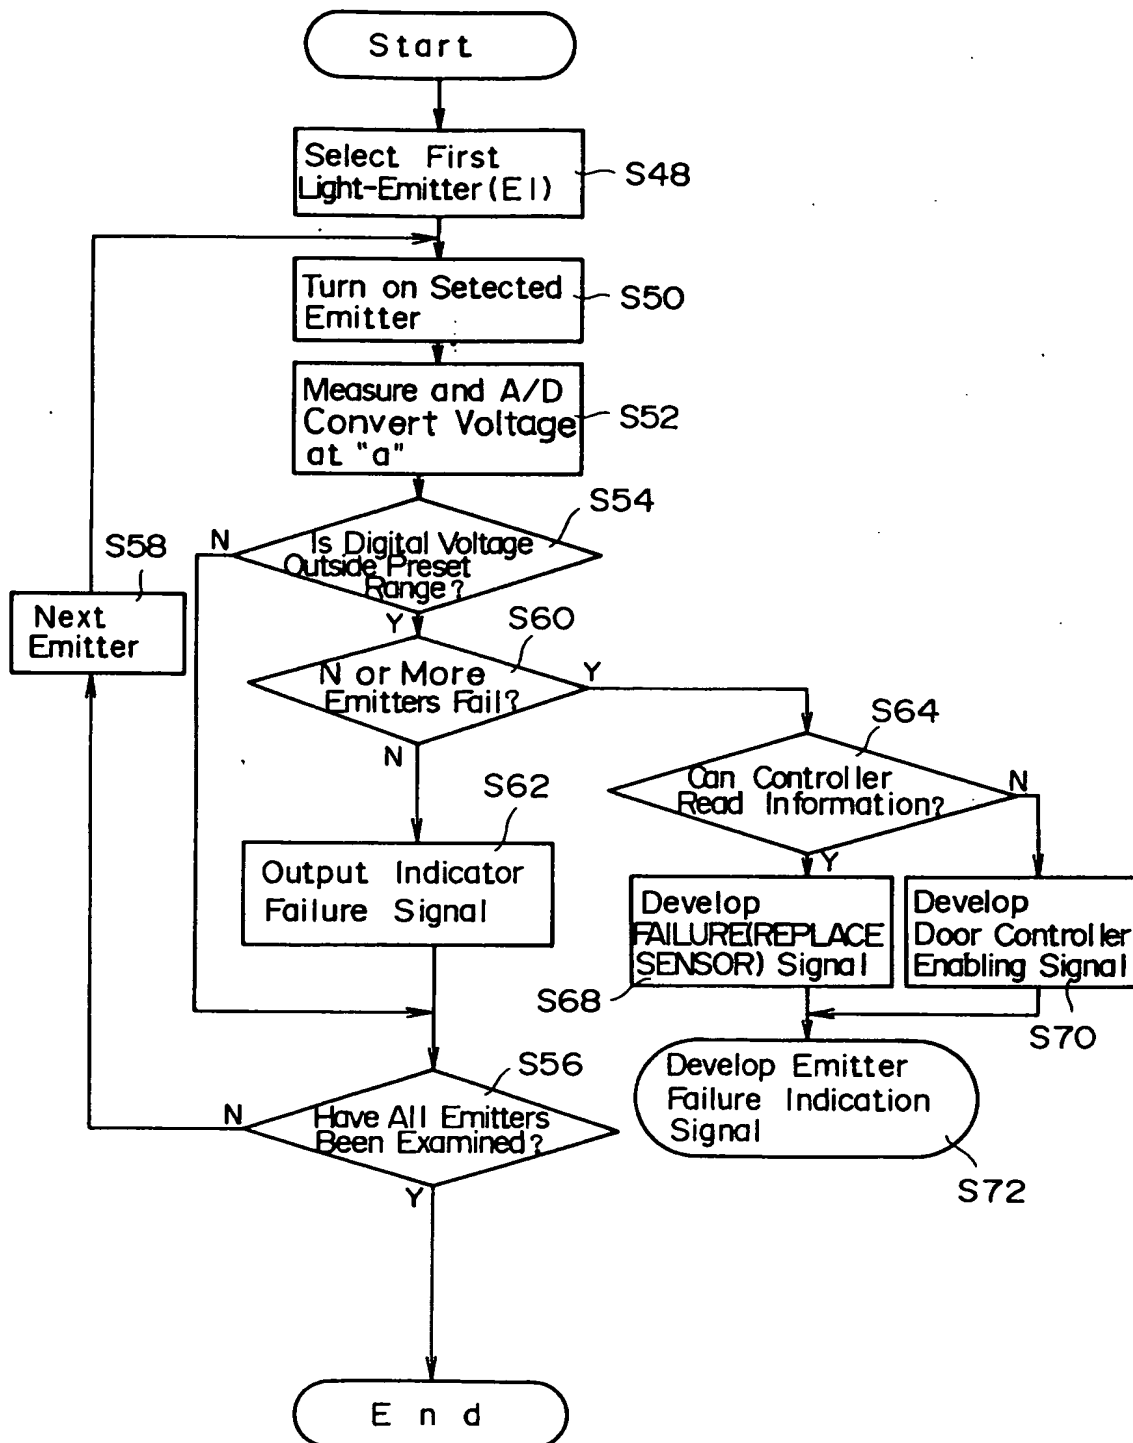 Start
Select First
Light-Emitter (E1)
S48
Turn on Setected
Emitter
S50
Measure and A/D
Convert Voltage
at "a"
S52
S54
N
Is Digital Voltage
Outside Preset
Range?
Y
S58
Next
Emitter
S60
N or More
Emitters Fail?
Y
N
S64
Can Controller
Read Information?
N
Y
S62
Output Indicator
Failure Signal
Develop
FAILURE(REPLACE
SENSOR) Signal
S68
Develop
Door Controller
Enabling Signal
S70
S56
N
Have All Emitters
Been Examined?
Y
Develop Emitter
Failure Indication
Signal
S72
End